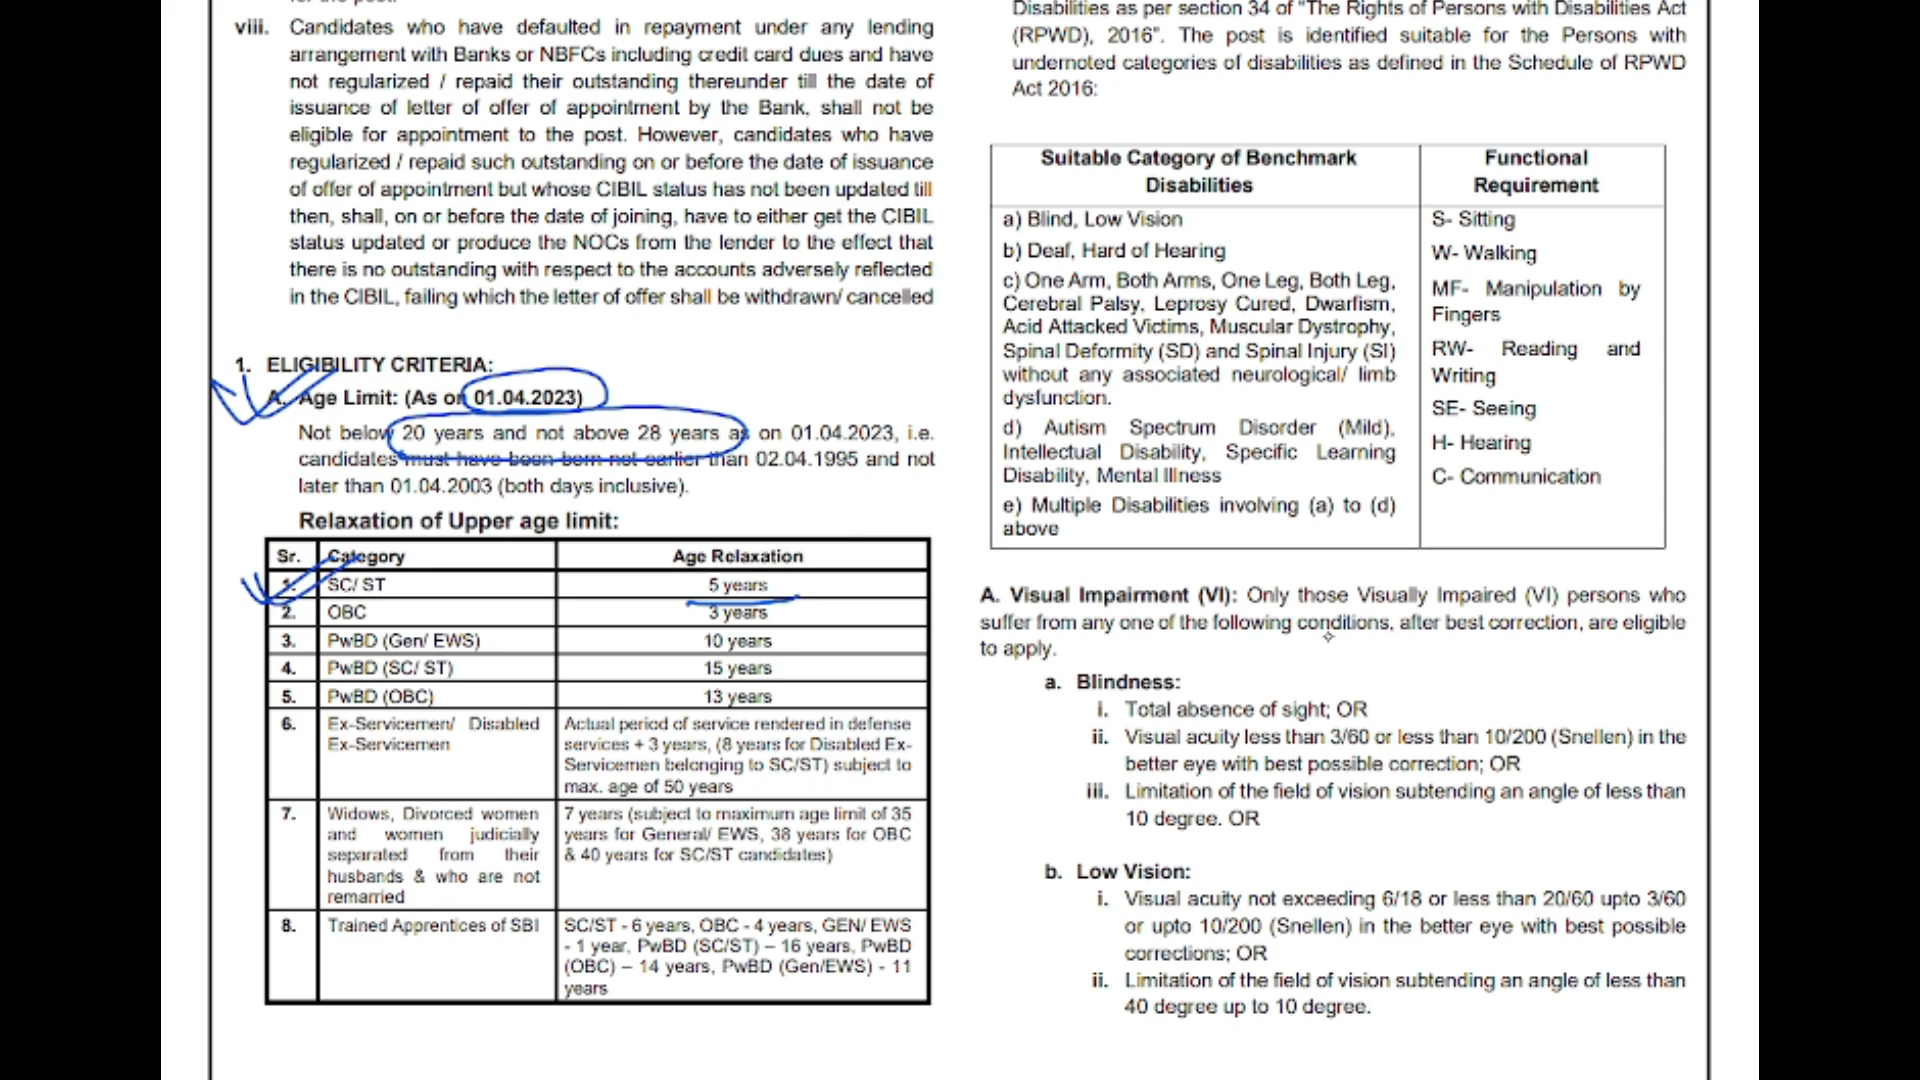 for the post.
viii. Candidates who have defaulted in repayment under any lending
arrangement with Banks or NBFCs including credit card dues and have
not regularized / repaid their outstanding thereunder till the date of
issuance of letter of offer of appointment by the Bank, shall not be
eligible for appointment to the post. However, candidates who have
regularized / repaid such outstanding on or before the date of issuance
of offer of appointment but whose CIBIL status has not been updated till
then, shall, on or before the date of joining, have to either get the CIBIL
status updated or produce the NOCs from the lender to the effect that
there is no outstanding with respect to the accounts adversely reflected
in the CIBIL, failing which the letter of offer shall be withdrawn/ cancelled
1. ELIGIBILITY CRITERIA:
A. Age Limit: (As on 01.04.2023)
Not below 20 years and not above 28 years as on 01.04.2023, i.e.
candidates must have been born not earlier than 02.04.1995 and not
later than 01.04.2003 (both days inclusive).
Relaxation of Upper age limit:
Sr. Category Age Relaxation
1. SC/ ST 5 years
2. OBC 3 years
3. PwBD (Gen/ EWS) 10 years
4. PwBD (SC/ ST) 15 years
5. PwBD (OBC) 13 years
6. Ex-Servicemen/ Disabled
Ex-Servicemen
Actual period of service rendered in defense
services + 3 years, (8 years for Disabled Ex-
Servicemen belonging to SC/ST) subject to
max. age of 50 years
7. Widows, Divorced women
and women judicially
separated from their
husbands & who are not
remarried
7 years (subject to maximum age limit of 35
years for General/ EWS, 38 years for OBC
& 40 years for SC/ST candidates)
8. Trained Apprentices of SBI
SC/ST - 6 years, OBC - 4 years, GEN/ EWS
- 1 year, PwBD (SC/ST) – 16 years, PwBD
(OBC) – 14 years, PwBD (Gen/EWS) - 11
years
Disabilities as per section 34 of "The Rights of Persons with Disabilities Act
(RPWD), 2016". The post is identified suitable for the Persons with
undernoted categories of disabilities as defined in the Schedule of RPWD
Act 2016:
Suitable Category of Benchmark
Disabilities
Functional
Requirement
a) Blind, Low Vision
b) Deaf, Hard of Hearing
c) One Arm, Both Arms, One Leg, Both Leg,
Cerebral Palsy, Leprosy Cured, Dwarfism,
Acid Attacked Victims, Muscular Dystrophy,
Spinal Deformity (SD) and Spinal Injury (SI)
without any associated neurological/ limb
dysfunction.
d) Autism Spectrum Disorder (Mild),
Intellectual Disability, Specific Learning
Disability, Mental Illness
e) Multiple Disabilities involving (a) to (d)
above
S- Sitting
W- Walking
MF- Manipulation by
Fingers
RW- Reading and
Writing
SE- Seeing
H- Hearing
C- Communication
A. Visual Impairment (VI): Only those Visually Impaired (VI) persons who
suffer from any one of the following conditions, after best correction, are eligible
to apply.
a. Blindness:
i. Total absence of sight; OR
ii. Visual acuity less than 3/60 or less than 10/200 (Snellen) in the
better eye with best possible correction; OR
iii. Limitation of the field of vision subtending an angle of less than
10 degree. OR
b. Low Vision:
i. Visual acuity not exceeding 6/18 or less than 20/60 upto 3/60
or upto 10/200 (Snellen) in the better eye with best possible
corrections; OR
ii. Limitation of the field of vision subtending an angle of less than
40 degree up to 10 degree.